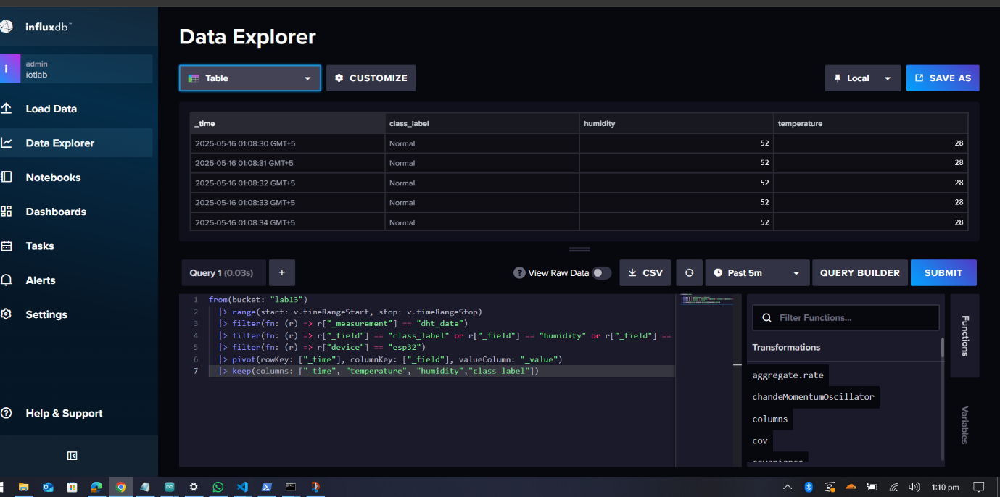 influxdb™
Data Explorer
i
admin
iotlab
Table
CUSTOMIZE
Local
SAVE AS
Load Data
Data Explorer
Notebooks
Dashboards
Tasks
Alerts
Settings
Help & Support
_time class_label humidity temperature
2025-05-16 01:08:30 GMT+5 Normal 52 28
2025-05-16 01:08:31 GMT+5 Normal 52 28
2025-05-16 01:08:32 GMT+5 Normal 52 28
2025-05-16 01:08:33 GMT+5 Normal 52 28
2025-05-16 01:08:34 GMT+5 Normal 52 28
Query 1 (0.03s)
+
? View Raw Data
CSV
Past 5m
QUERY BUILDER
SUBMIT
1 from(bucket: "lab13")
2 |> range(start: v.timeRangeStart, stop: v.timeRangeStop)
3 |> filter(fn: (r) => r["_measurement"] == "dht_data")
4 |> filter(fn: (r) => r["_field"] == "class_label" or r["_field"] == "humidity" or r["_field"] ==
5 |> filter(fn: (r) => r["device"] == "esp32")
6 |> pivot(rowKey: ["_time"], columnKey: ["_field"], valueColumn: "_value")
7 |> keep(columns: ["_time", "temperature", "humidity","class_label"])
Filter Functions...
Transformations
aggregate.rate
chandeMomentumOscillator
columns
cov
covariance
Functions
Variables
1:10 pm